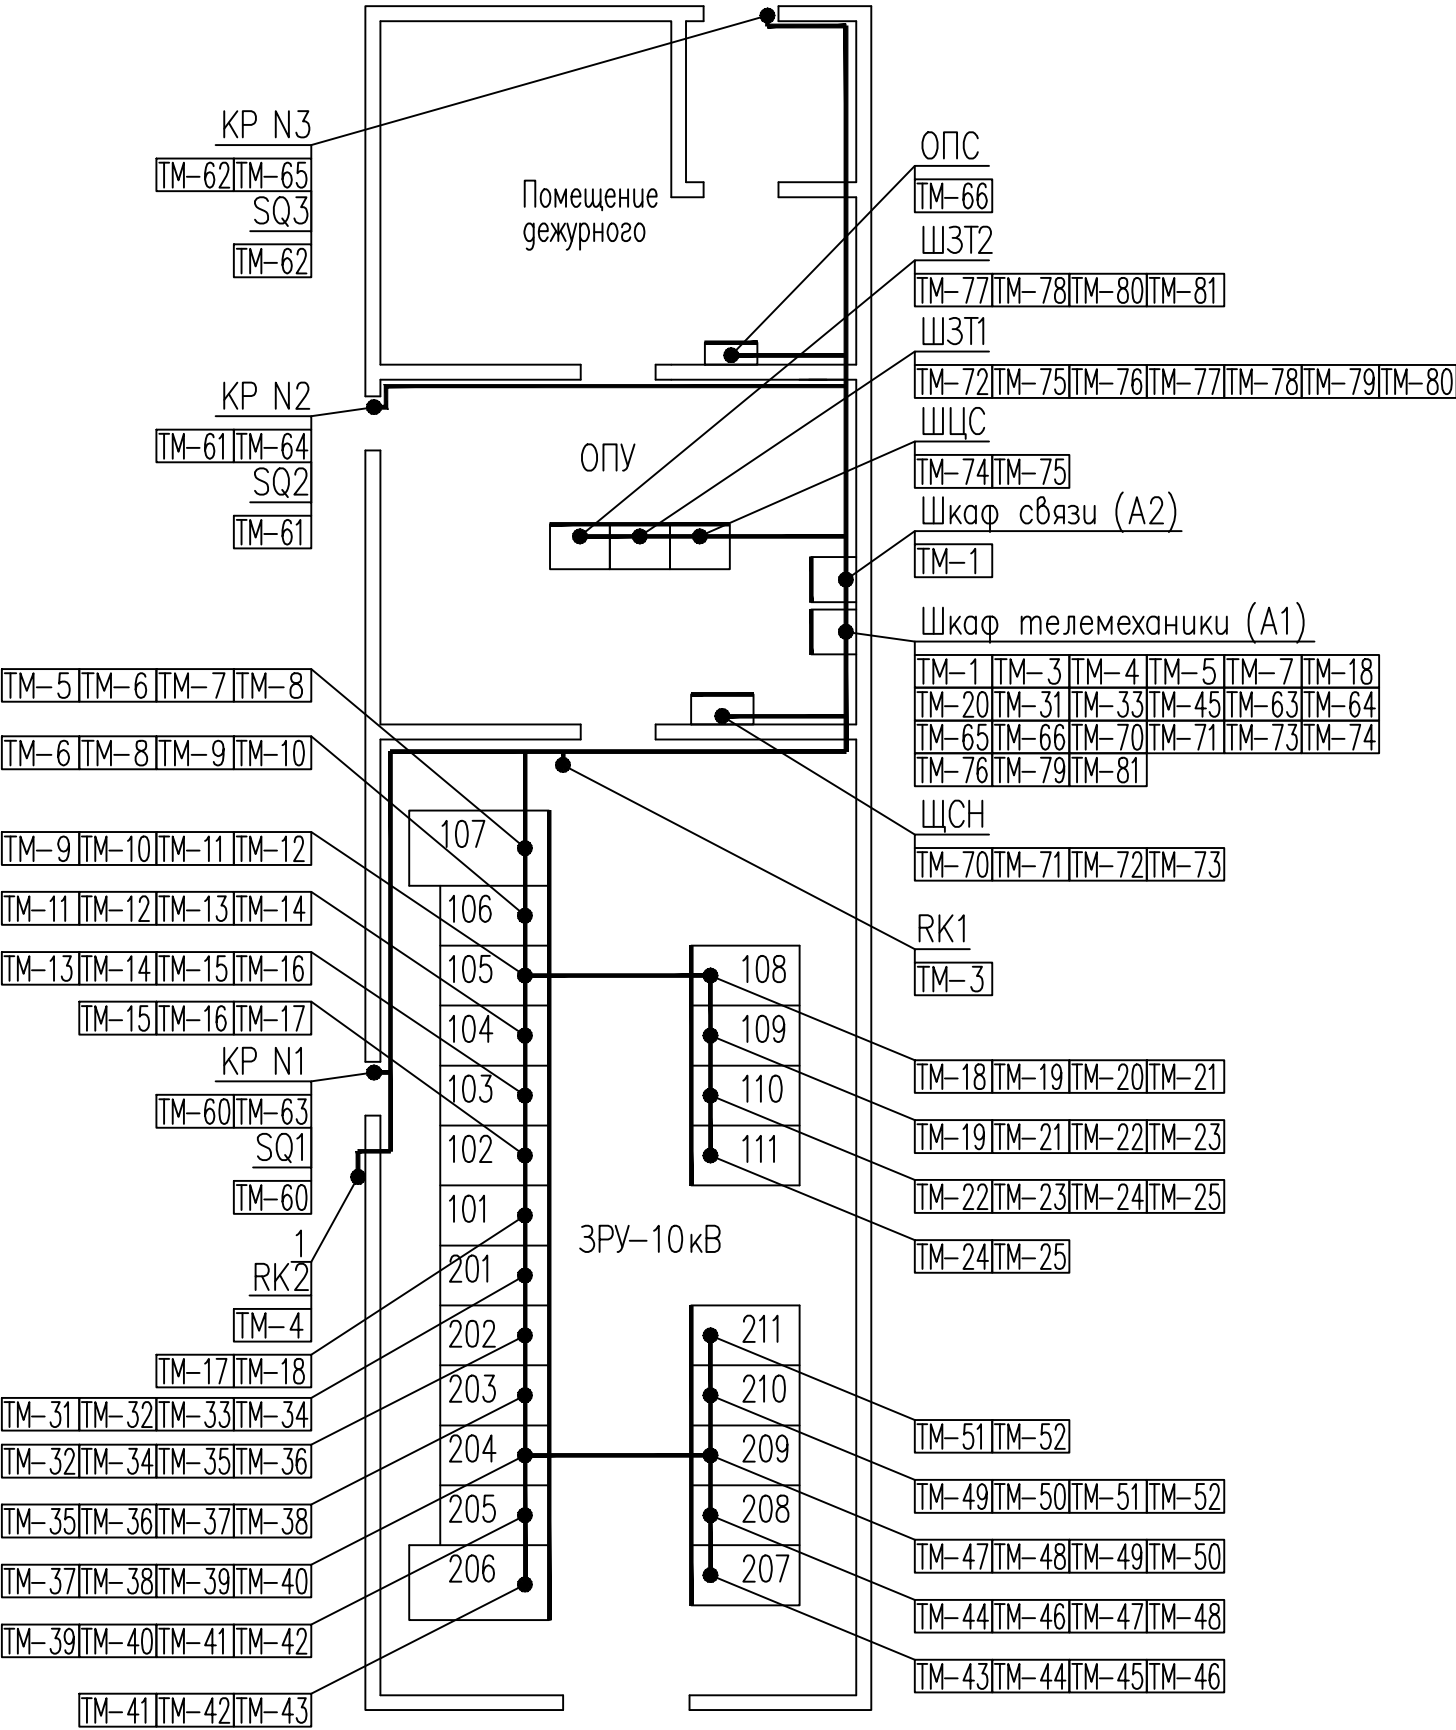 КР N3
ТМ-62 ТМ-65
SQ3
ТМ-62
Помещение
дежурного
ОПС
ТМ-66
ШЗТ2
ТМ-77 ТМ-78 ТМ-80 ТМ-81
ШЗТ1
ТМ-72 ТМ-75 ТМ-76 ТМ-77 ТМ-78 ТМ-79 ТМ-80
КР N2
ТМ-61 ТМ-64
SQ2
ТМ-61
ОПУ
ШЦС
ТМ-74 ТМ-75
Шкаф связи (А2)
ТМ-1
Шкаф телемеханики (А1)
ТМ-1 ТМ-3 ТМ-4 ТМ-5 ТМ-7 ТМ-18
ТМ-20 ТМ-31 ТМ-33 ТМ-45 ТМ-63 ТМ-64
ТМ-65 ТМ-66 ТМ-70 ТМ-71 ТМ-73 ТМ-74
ТМ-76 ТМ-79 ТМ-81
ЩСН
ТМ-70 ТМ-71 ТМ-72 ТМ-73
RK1
ТМ-3
ТМ-5 ТМ-6 ТМ-7 ТМ-8
ТМ-6 ТМ-8 ТМ-9 ТМ-10
ТМ-9 ТМ-10 ТМ-11 ТМ-12
ТМ-11 ТМ-12 ТМ-13 ТМ-14
ТМ-13 ТМ-14 ТМ-15 ТМ-16
ТМ-15 ТМ-16 ТМ-17
КР N1
ТМ-60 ТМ-63
SQ1
ТМ-60
1
RK2
ТМ-4
ТМ-17 ТМ-18
ТМ-31 ТМ-32 ТМ-33 ТМ-34
ТМ-32 ТМ-34 ТМ-35 ТМ-36
ТМ-35 ТМ-36 ТМ-37 ТМ-38
ТМ-37 ТМ-38 ТМ-39 ТМ-40
ТМ-39 ТМ-40 ТМ-41 ТМ-42
ТМ-41 ТМ-42 ТМ-43
107
106
105
104
103
102
101
201
202
203
204
205
206
ЗРУ-10кВ
108
109
110
111
211
210
209
208
207
ТМ-18 ТМ-19 ТМ-20 ТМ-21
ТМ-19 ТМ-21 ТМ-22 ТМ-23
ТМ-22 ТМ-23 ТМ-24 ТМ-25
ТМ-24 ТМ-25
ТМ-51 ТМ-52
ТМ-49 ТМ-50 ТМ-51 ТМ-52
ТМ-47 ТМ-48 ТМ-49 ТМ-50
ТМ-44 ТМ-46 ТМ-47 ТМ-48
ТМ-43 ТМ-44 ТМ-45 ТМ-46